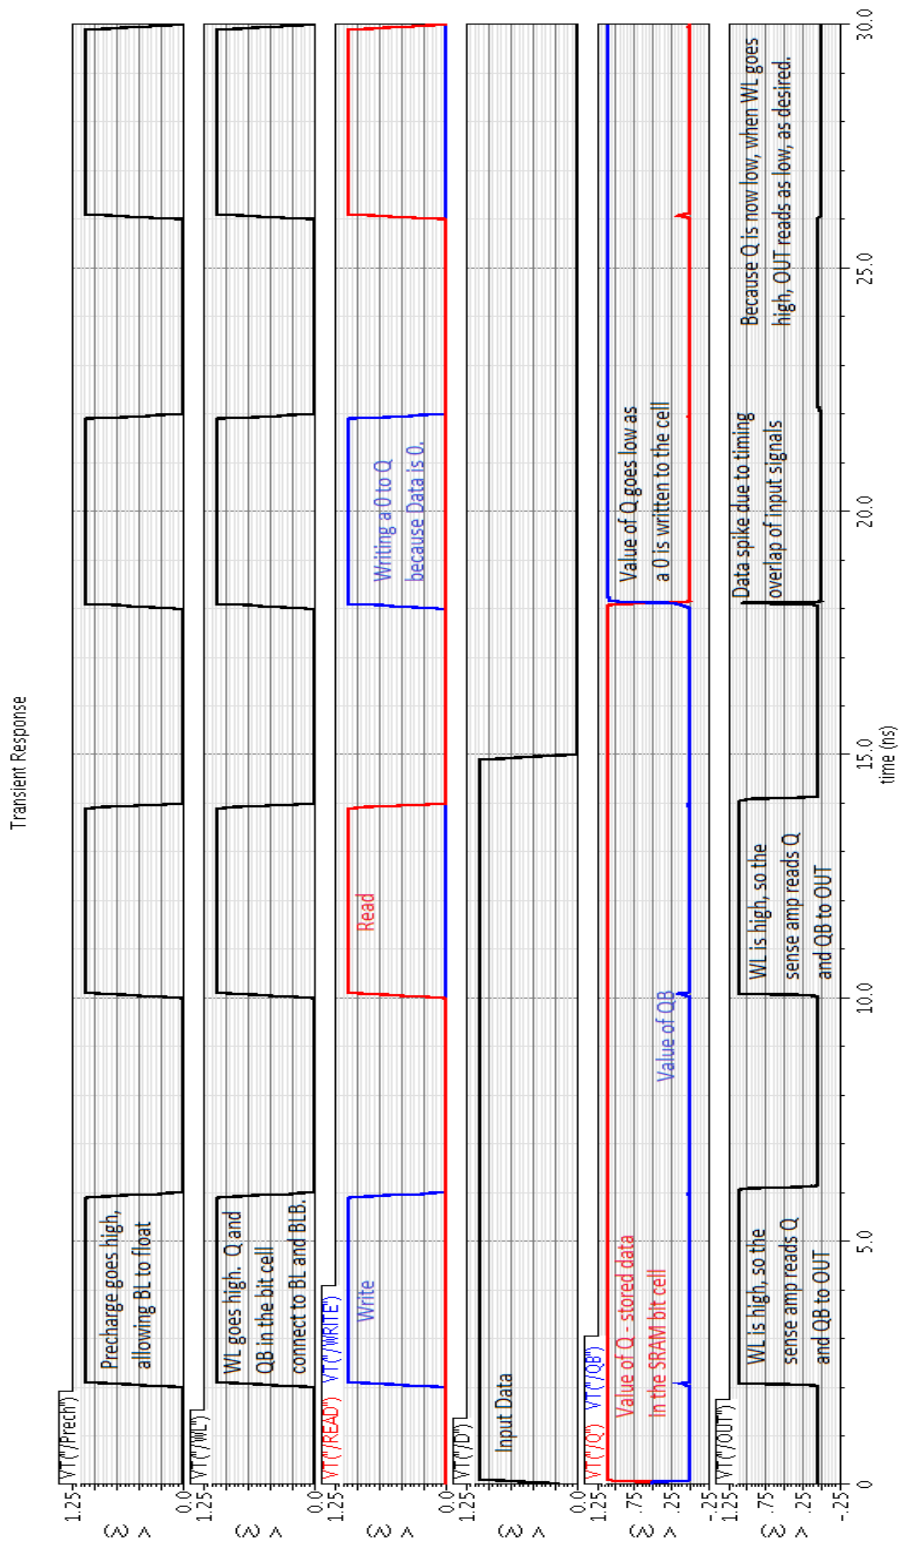 Transient Response
VT("/Prech")
1.25
V (V)
0.0
Precharge goes high,
allowing BL to float
VT("/WL")
1.25
V (V)
0.0
WL goes high. Q and
QB in the bit cell
connect to BL and BLB.
VT("/READ") VT("/WRITE")
1.25
V (V)
0.0
Write
Read
Writing a 0 to Q
because Data is 0.
VT("/D")
1.25
V (V)
0.0
Input Data
VT("/Q") VT("/QB")
1.25
.75
.25
-.25
V (V)
Value of Q - stored data
In the SRAM bit cell
Value of QB
Value of Q goes low as
a 0 is written to the cell
VT("/OUT")
1.25
.75
.25
-.25
V (V)
WL is high, so the
sense amp reads Q
and QB to OUT
WL is high, so the
sense amp reads Q
and QB to OUT
Data spike due to timing
overlap of input signals
Because Q is now low, when WL goes
high, OUT reads as low, as desired.
0 5.0 10.0 15.0 20.0 25.0 30.0
time (ns)